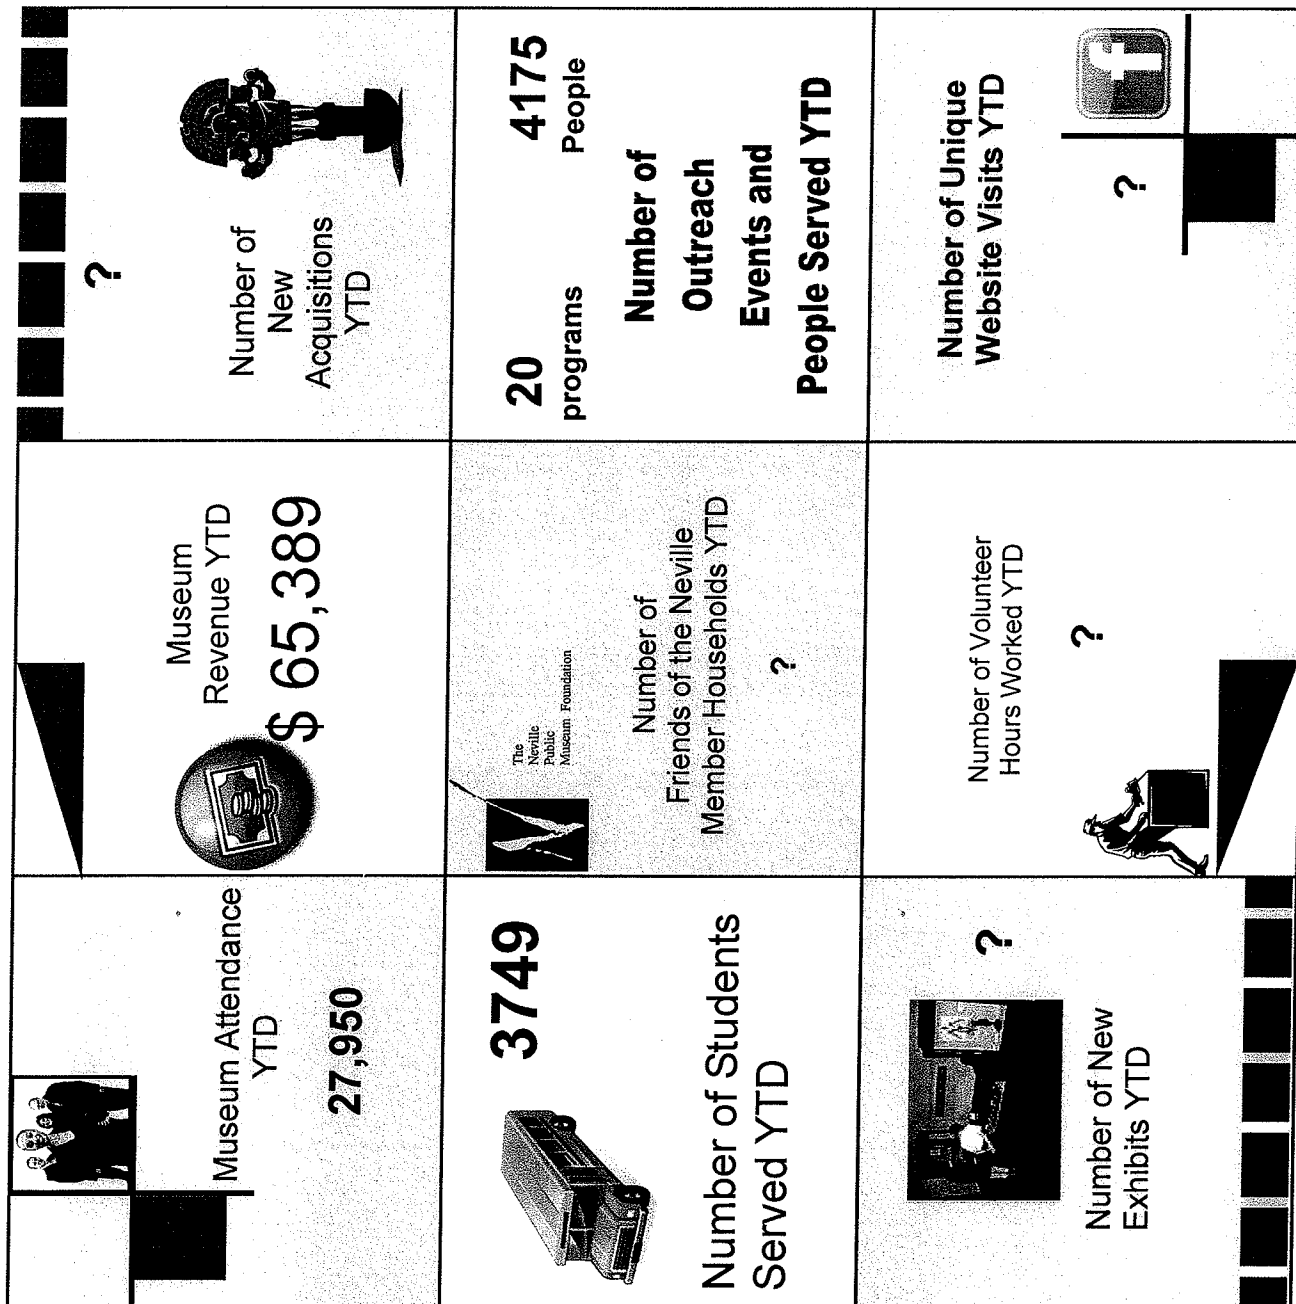 Museum Attendance
YTD
27,950
Museum
Revenue YTD
$ 65,389
?
Number of
New
Acquisitions
YTD
3749
Number of Students
Served YTD
The
Neville
Public
Museum Foundation
Number of
Friends of the Neville
Member Households YTD
?
20 4175
programs People
Number of
Outreach
Events and
People Served YTD
?
Number of New
Exhibits YTD
Number of Volunteer
Hours Worked YTD
?
Number of Unique
Website Visits YTD
f
?